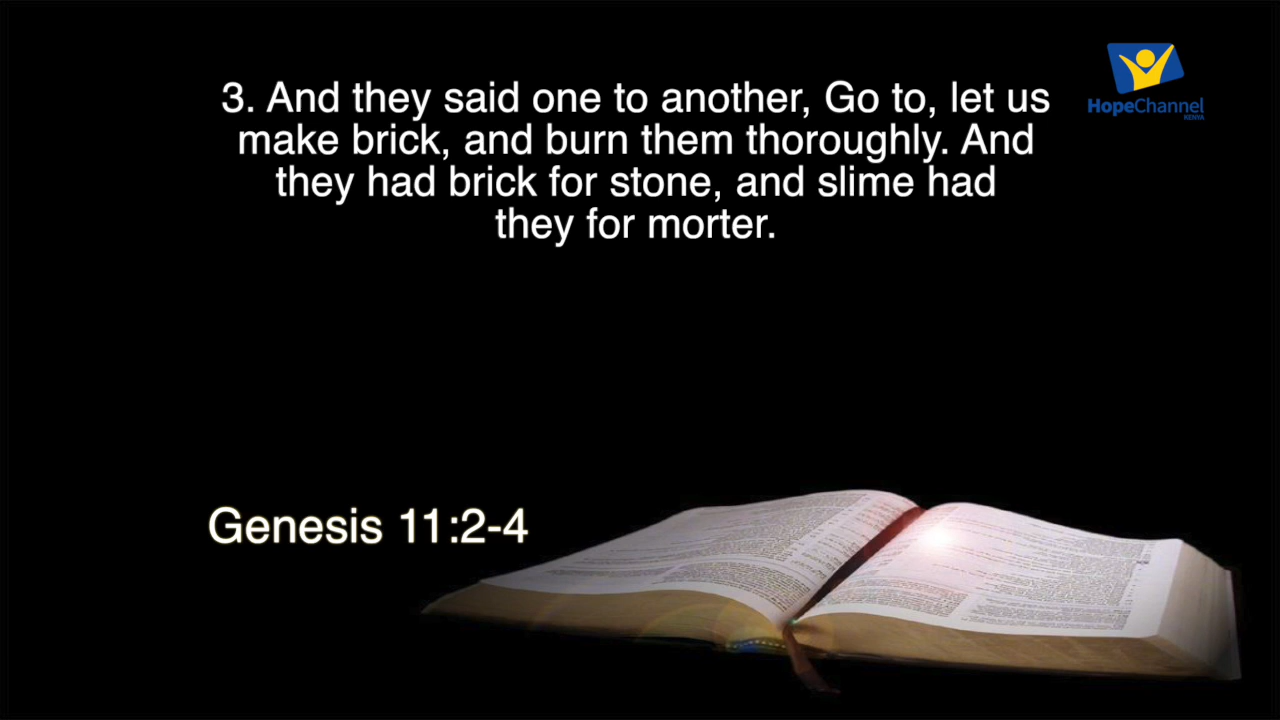 3. And they said one to another, Go to, let us
make brick, and burn them thoroughly. And
they had brick for stone, and slime had
they for morter.
HopeChannel
KENYA
Genesis 11:2-4